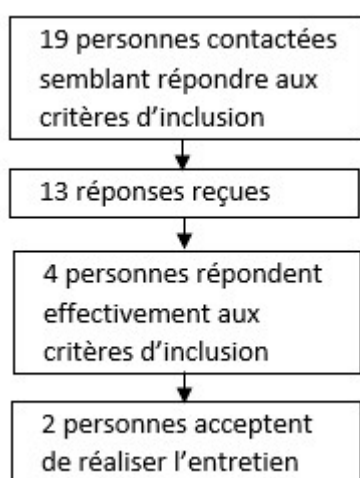 19 personnes contactées
semblant répondre aux
critères d’inclusion
13 réponses reçues
4 personnes répondent
effectivement aux
critères d’inclusion
2 personnes acceptent
de réaliser l’entretien